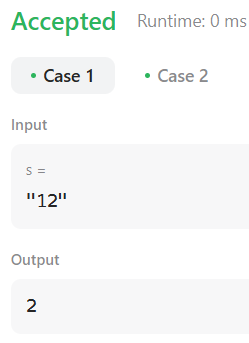 Accepted Runtime: 0 ms
• Case 1 • Case 2
Input
s =
"12"
Output
2